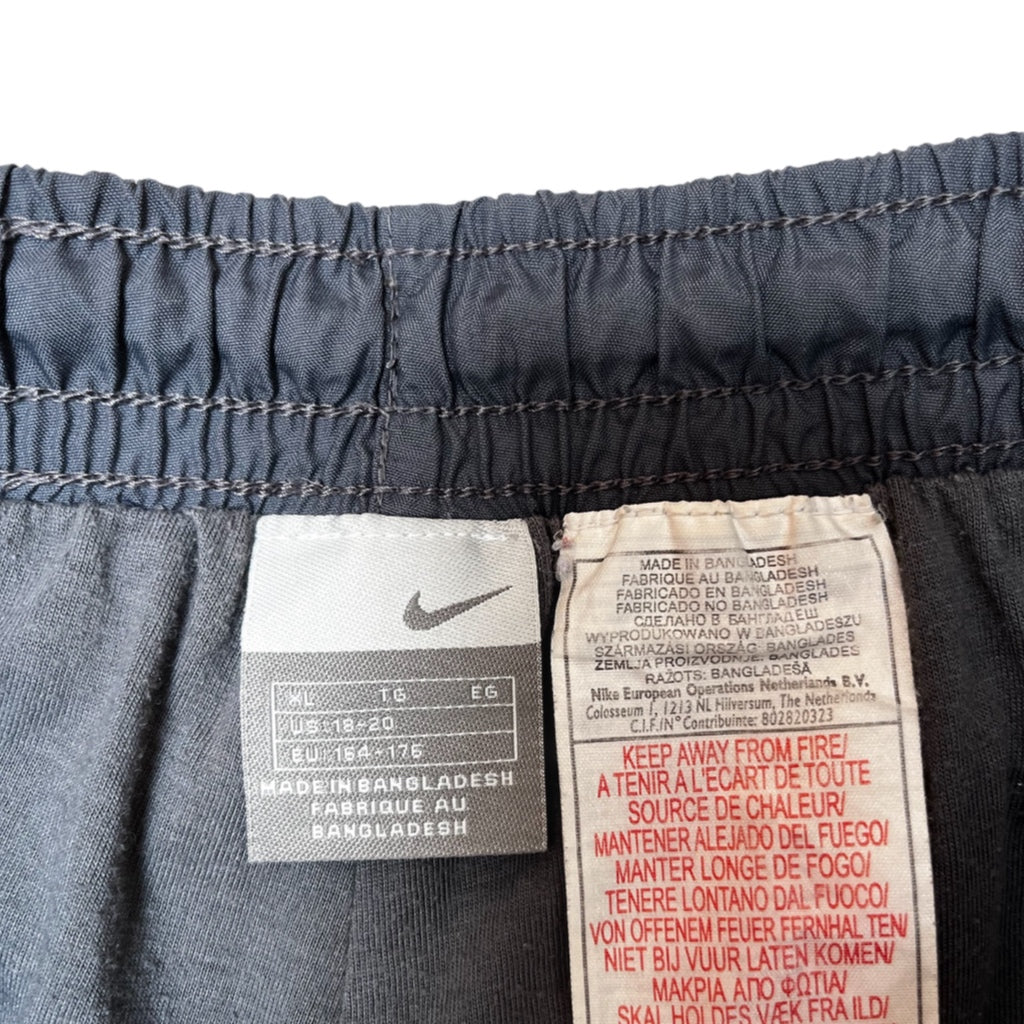 XL TG EG
US: 18-20
EU: 164-176
MADE IN BANGLADESH
FABRIQUE AU
BANGLADESH
MADE IN BANGLADESH
FABRIQUE AU BANGLADESH
FABRICADO EN BANGLADESH
FABRICADO NO BANGLADESH
СДЕЛАНО В БАНГЛАДЕШ
WYPRODUKOWANO W BANGLADESZU
SZÁRMAZÁSI ORSZÁG: BANGLADES
ZEMLJA PROIZVODNJE: BANGLADES
RAŽOTS: BANGLADEŠĀ
Nike European Operations Netherlands B.V.
Colosseum 1, 1213 NL Hilversum, The Netherlands
C.I.F./N° Contribuinte: 802820323
KEEP AWAY FROM FIRE/
A TENIR A L'ECART DE TOUTE
SOURCE DE CHALEUR/
MANTENER ALEJADO DEL FUEGO/
MANTER LONGE DE FOGO/
TENERE LONTANO DAL FUOCO/
VON OFFENEM FEUER FERNHALTEN/
NIET BIJ VUUR LATEN KOMEN/
ΜΑΚΡΙΑ ΑΠΟ ΦΩΤΙΑ/
SKAL HOLDES VÆK FRA ILD/